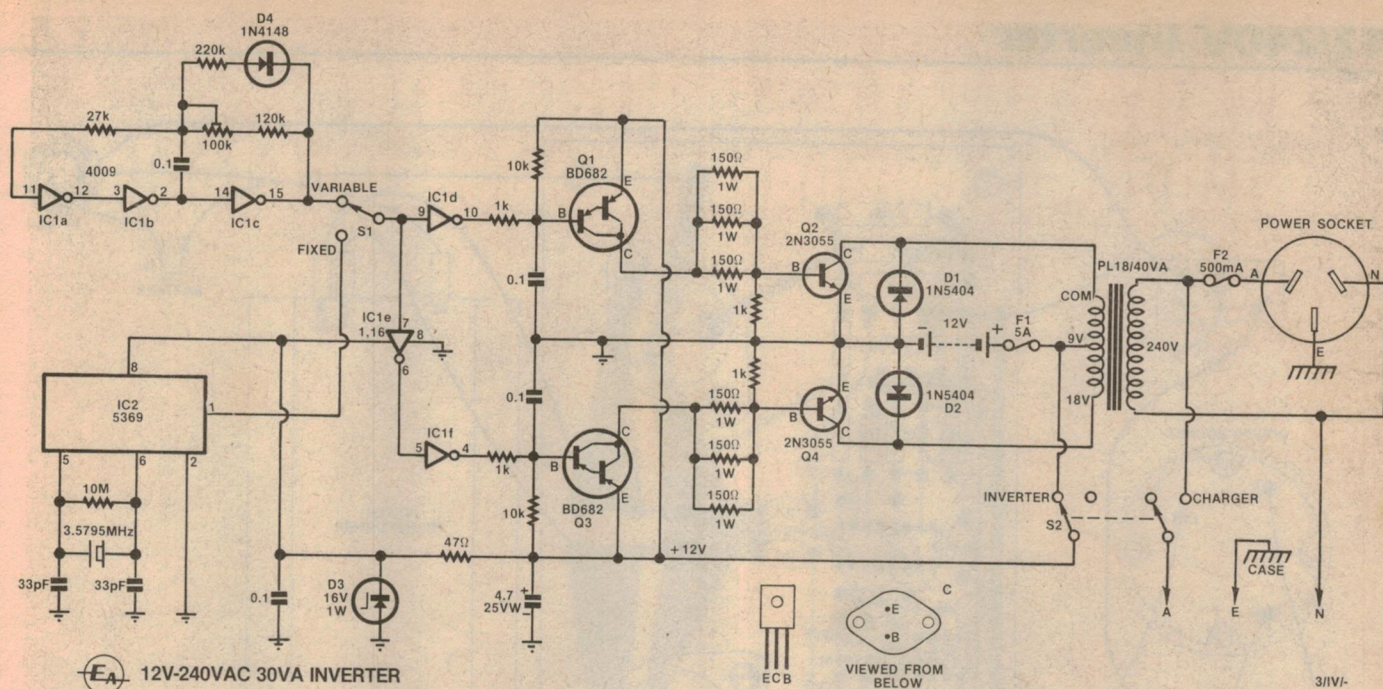 D4
1N4148
220k
27k
100k
120k
0.1
4009
11
12
3
2
14
15
IC1a
IC1b
IC1c
VARIABLE
S1
FIXED
9
IC1d
10
1k
10k
Q1
BD682
E
B
C
0.1
150Ω
1W
150Ω
1W
150Ω
1W
Q2
2N3055
B
C
E
1k
D1
1N5404
12V
−
+
F1
5A
PL18/40VA
COM
9V
18V
240V
F2
500mA
A
POWER SOCKET
N
E
IC1e
1,16
7
8
6
8
IC2
5369
1
5
6
2
10M
3.5795MHz
33pF
33pF
0.1
5
IC1f
4
1k
0.1
B
C
E
BD682
Q3
10k
1k
150Ω
1W
150Ω
1W
150Ω
1W
B
E
C
2N3055
Q4
1N5404
D2
47Ω
+12V
D3
16V
1W
+
4.7
25VW
−
INVERTER
S2
CHARGER
CASE
A
E
N
ECB
E
B
C
VIEWED FROM
BELOW
EA
12V-240VAC 30VA INVERTER
3/IV/-